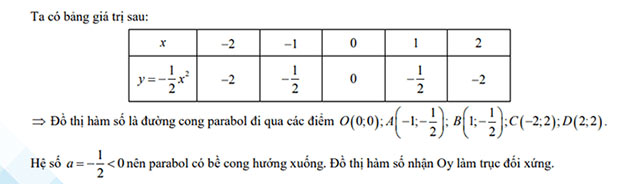 Ta có bảng giá trị sau:
x −2 −1 0 1 2
y = −1/2 x² −2 −1/2 0 −1/2 −2
⇒ Đồ thị hàm số là đường cong parabol đi qua các điểm O(0;0); A(−1;−1/2); B(1;−1/2); C(−2;2); D(2;2).
Hệ số a = −1/2 < 0 nên parabol có bề cong hướng xuống. Đồ thị hàm số nhận Oy làm trục đối xứng.